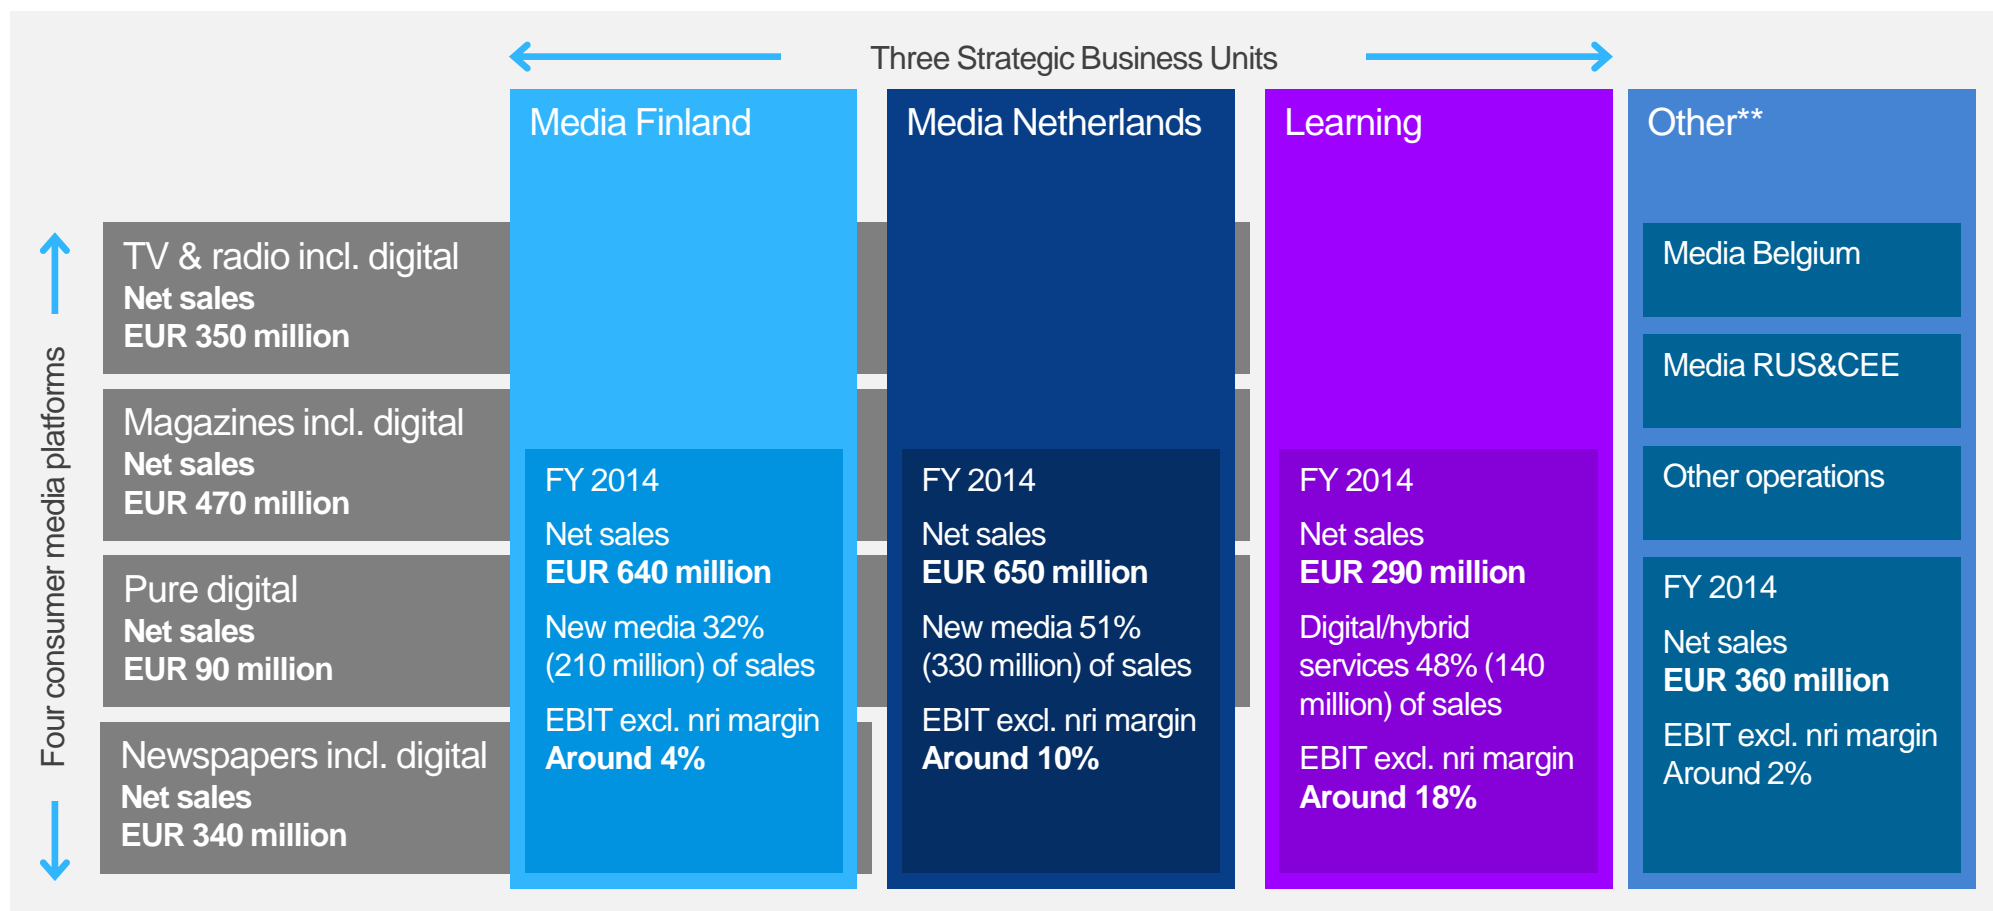 Three Strategic Business Units
Four consumer media platforms
TV & radio incl. digital
Net sales
EUR 350 million
Magazines incl. digital
Net sales
EUR 470 million
Pure digital
Net sales
EUR 90 million
Newspapers incl. digital
Net sales
EUR 340 million
Media Finland
FY 2014
Net sales
EUR 640 million
New media 32%
(210 million) of sales
EBIT excl. nri margin
Around 4%
Media Netherlands
FY 2014
Net sales
EUR 650 million
New media 51%
(330 million) of sales
EBIT excl. nri margin
Around 10%
Learning
FY 2014
Net sales
EUR 290 million
Digital/hybrid
services 48% (140
million) of sales
EBIT excl. nri margin
Around 18%
Other**
Media Belgium
Media RUS&CEE
Other operations
FY 2014
Net sales
EUR 360 million
EBIT excl. nri margin
Around 2%